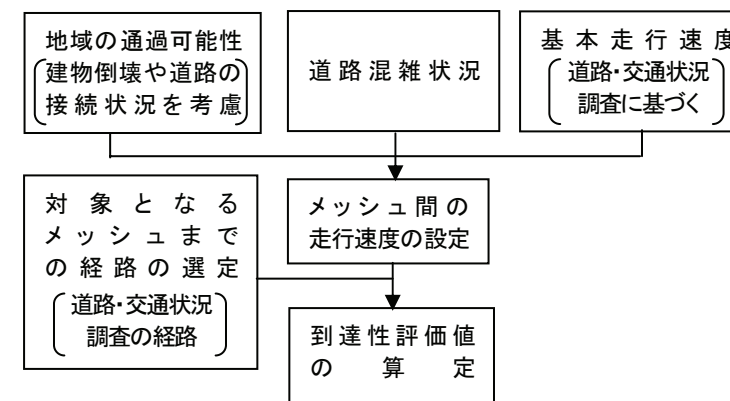 地域の通過可能性
建物倒壊や道路の
接続状況を考慮
道路混雑状況
基本走行速度
道路・交通状況
調査に基づく
対象となる
メッシュまで
の経路の選定
道路・交通状況
調査の経路
メッシュ間の
走行速度の設定
到達性評価値
の算定